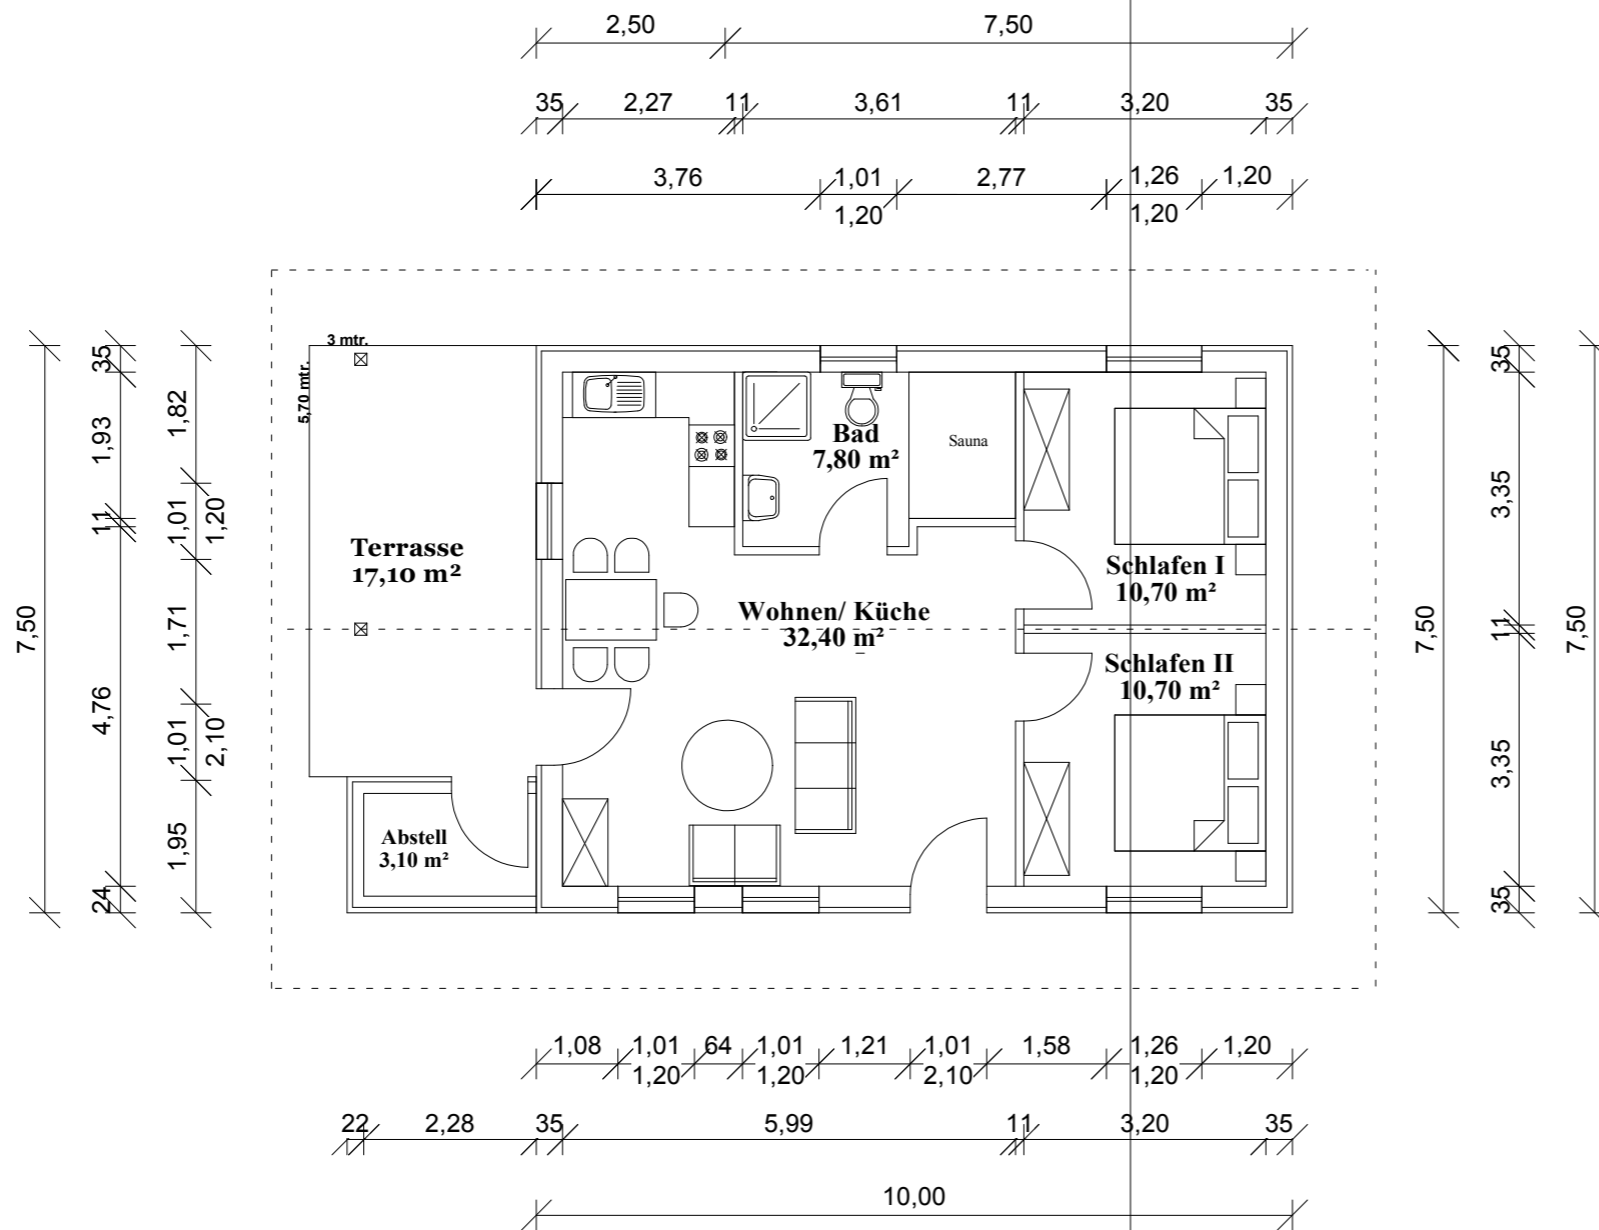 2,50 7,50
35 2,27 11 3,61 11 3,20 35
3,76 1,01 2,77 1,26 1,20
1,20 1,20
3 mtr.
5,70 mtr.
7,50
35 1,93 11 4,76 24
1,82 1,01 1,71 1,01 1,95
1,20 2,10
Terrasse
17,10 m²
Abstell
3,10 m²
Bad
7,80 m²
Sauna
Wohnen/ Küche
32,40 m²
Schlafen I
10,70 m²
Schlafen II
10,70 m²
7,50
35 3,35 11 3,35 35
7,50
1,08 1,01 64 1,01 1,21 1,01 1,58 1,26 1,20
1,20 1,20 2,10 1,20
22 2,28 35 5,99 11 3,20 35
10,00